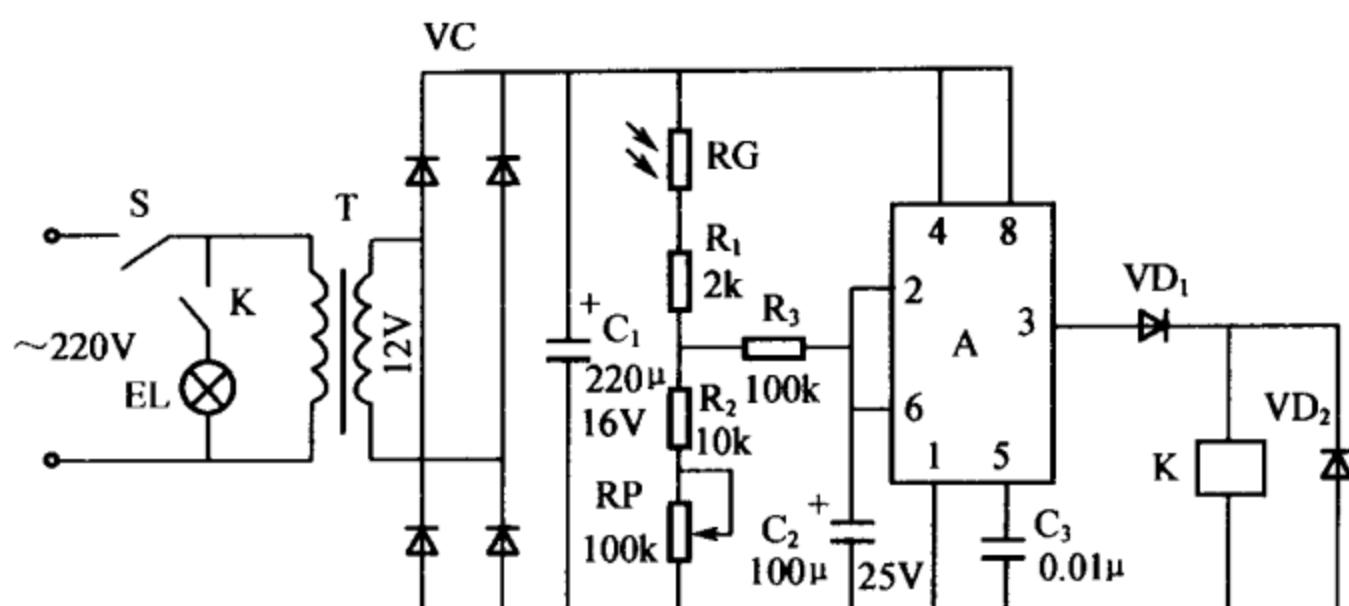 VC
RG
S
T
4 8
R₁
2k
VD₁
2
K
R₃
3
+
C₁
A
~220V
12V
220μ
100k
EL
16V
R₂
10k
6
VD₂
1 5
K
RP
100k
+
C₂
100μ
25V
C₃
0.01μ